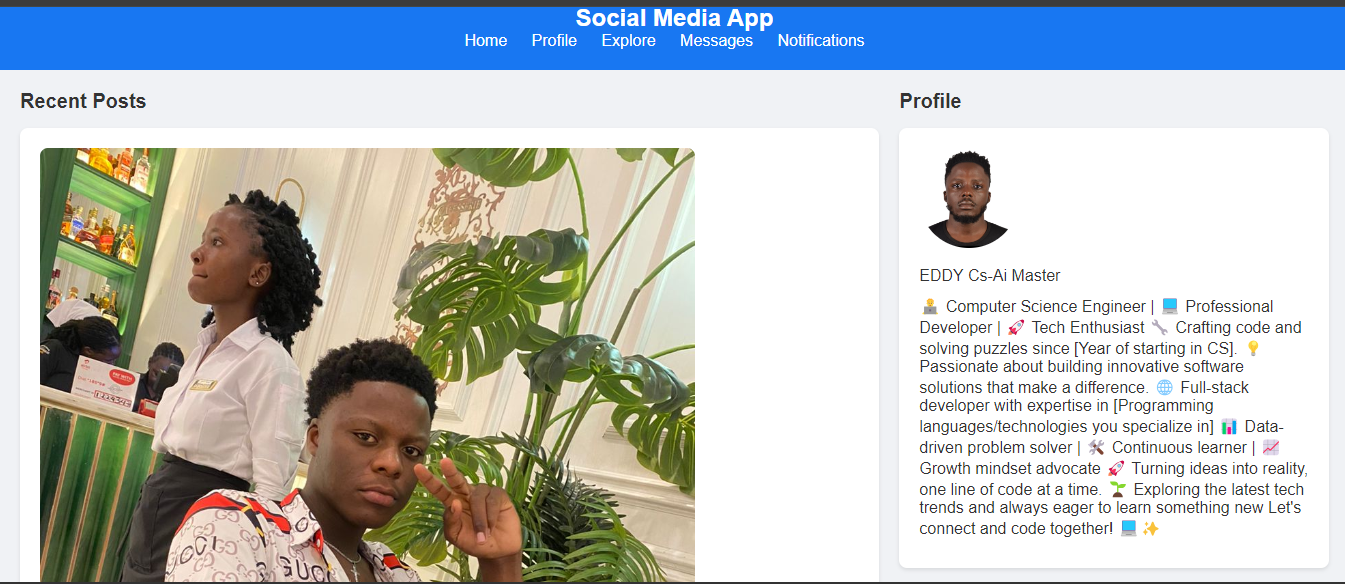 Social Media App
Home Profile Explore Messages Notifications
Recent Posts
GUCCI
Profile
EDDY Cs-Ai Master
🧑‍💻 Computer Science Engineer | 💻 Professional
Developer | 🚀 Tech Enthusiast 🔧 Crafting code and
solving puzzles since [Year of starting in CS]. 💡
Passionate about building innovative software
solutions that make a difference. 🌐 Full-stack
developer with expertise in [Programming
languages/technologies you specialize in] 📊 Data-
driven problem solver | 🛠️ Continuous learner | 📈
Growth mindset advocate 🚀 Turning ideas into reality,
one line of code at a time. 🌱 Exploring the latest tech
trends and always eager to learn something new Let's
connect and code together! 💻 ✨